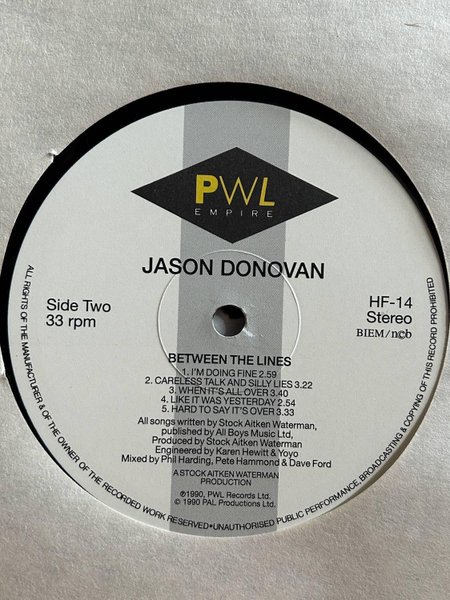 PWL
EMPIRE
JASON DONOVAN
Side Two
33 rpm
HF-14
Stereo
BIEM/n©b
BETWEEN THE LINES
1. I'M DOING FINE 2.59
2. CARELESS TALK AND SILLY LIES 3.22
3. WHEN IT'S ALL OVER 3.40
4. LIKE IT WAS YESTERDAY 2.54
5. HARD TO SAY IT'S OVER 3.33
All songs written by Stock Aitken Waterman,
published by All Boys Music Ltd,
Produced by Stock Aitken Waterman
Engineered by Karen Hewitt & Yoyo
Mixed by Phil Harding, Pete Hammond & Dave Ford
A STOCK AITKEN WATERMAN
PRODUCTION
℗1990, PWL Records Ltd.
© 1990 PAL Productions Ltd.
ALL RIGHTS OF THE MANUFACTURER & OF THE OWNER OF THE RECORDED WORK RESERVED•UNAUTHORISED PUBLIC PERFORMANCE, BROADCASTING & COPYING OF THIS RECORD PROHIBITED